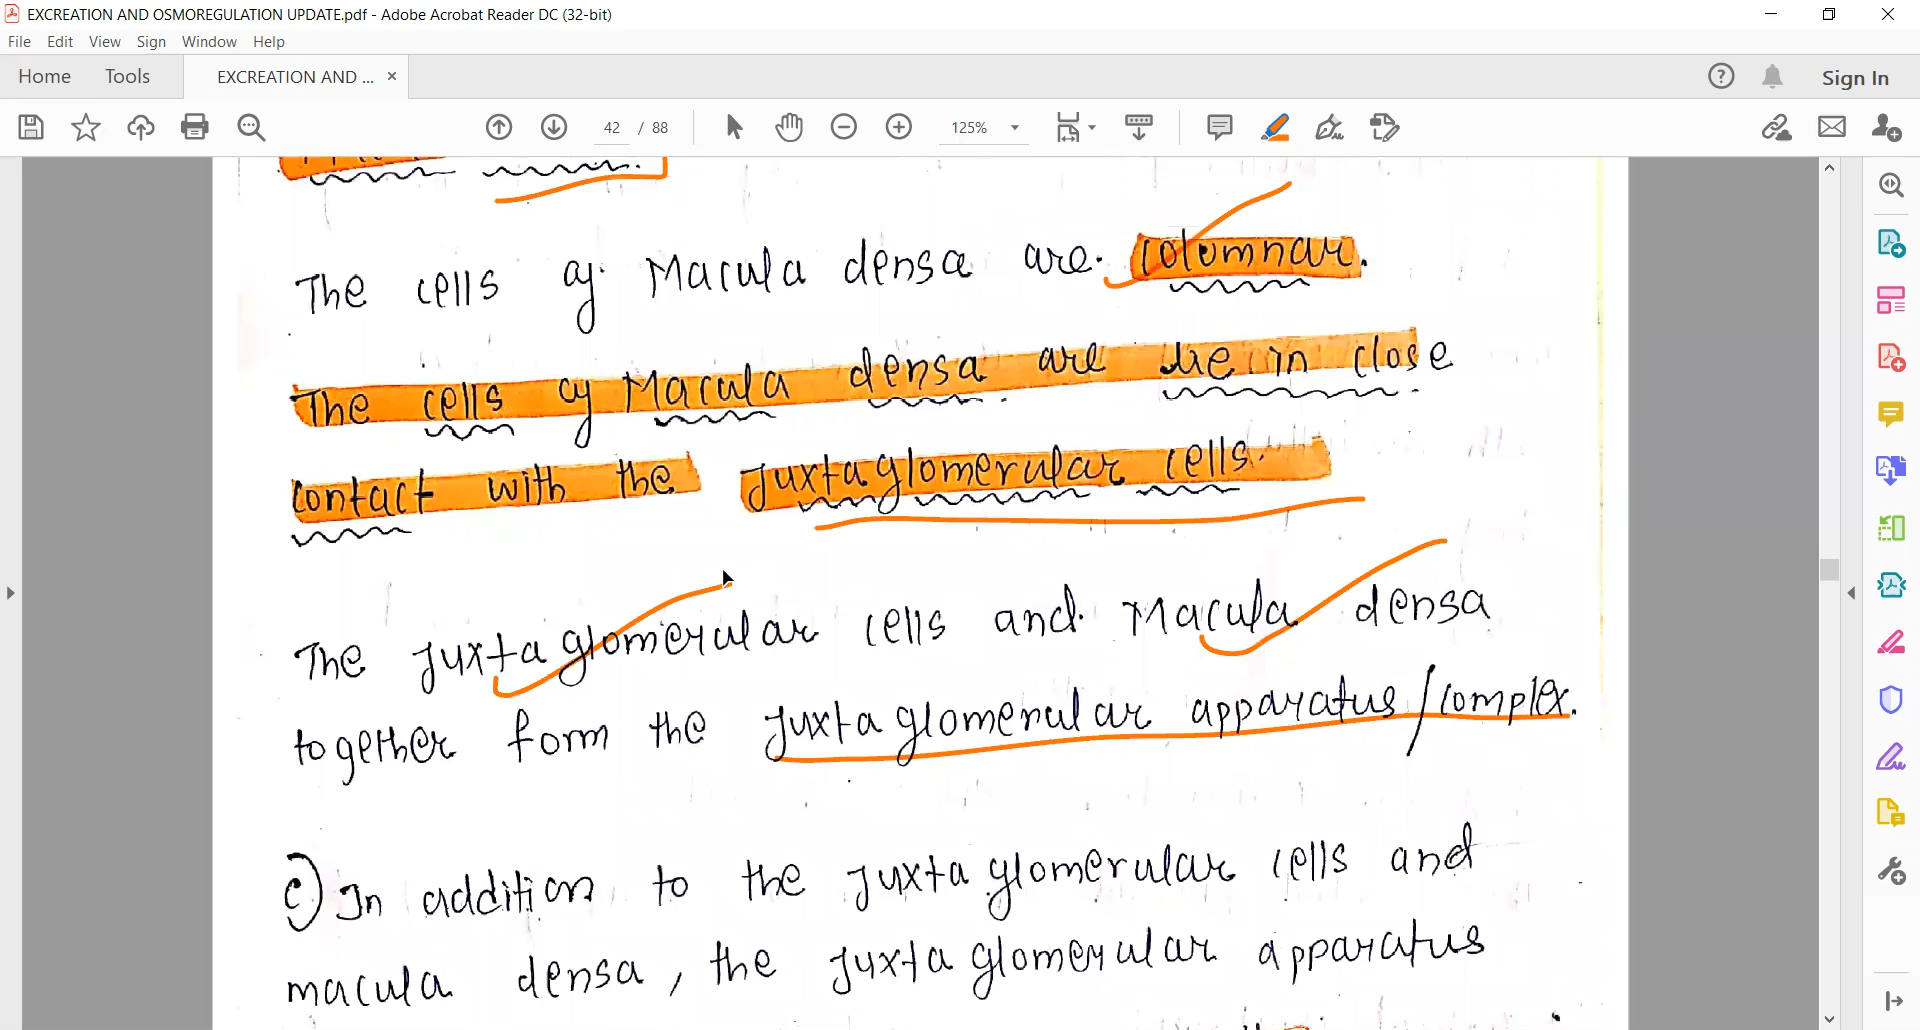 EXCREATION AND OSMOREGULATION UPDATE.pdf - Adobe Acrobat Reader DC (32-bit)
File Edit View Sign Window Help
Home Tools EXCREATION AND ... × Sign In
42 / 88 125%
The cells of Macula densa are columnar.
The cells of Macula densa are lie in close
contact with the Juxtaglomerular cells.
The Juxtaglomerular cells and Macula densa
together form the Juxtaglomerular apparatus/complex.
c) In addition to the Juxtaglomerular cells and
macula densa, the Juxtaglomerular apparatus